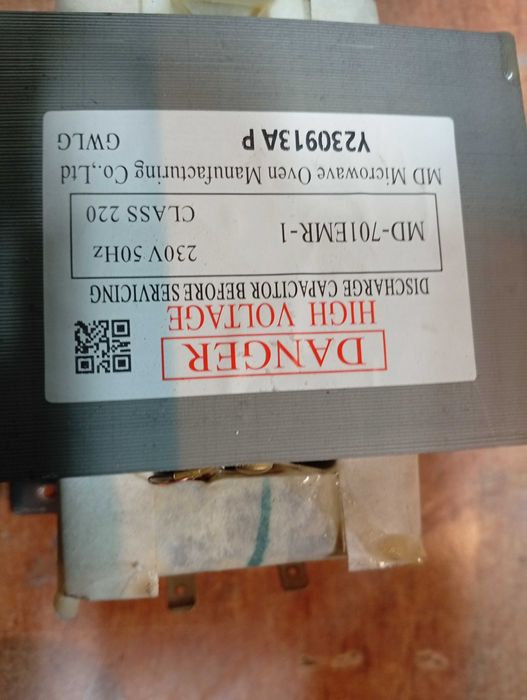 DANGER
HIGH VOLTAGE
DISCHARGE CAPACITOR BEFORE SERVICING
MD-701EMR-1
230V 50Hz
CLASS 220
MD Microwave Oven Manufacturing Co.,Ltd
Y230913A P
GWLG